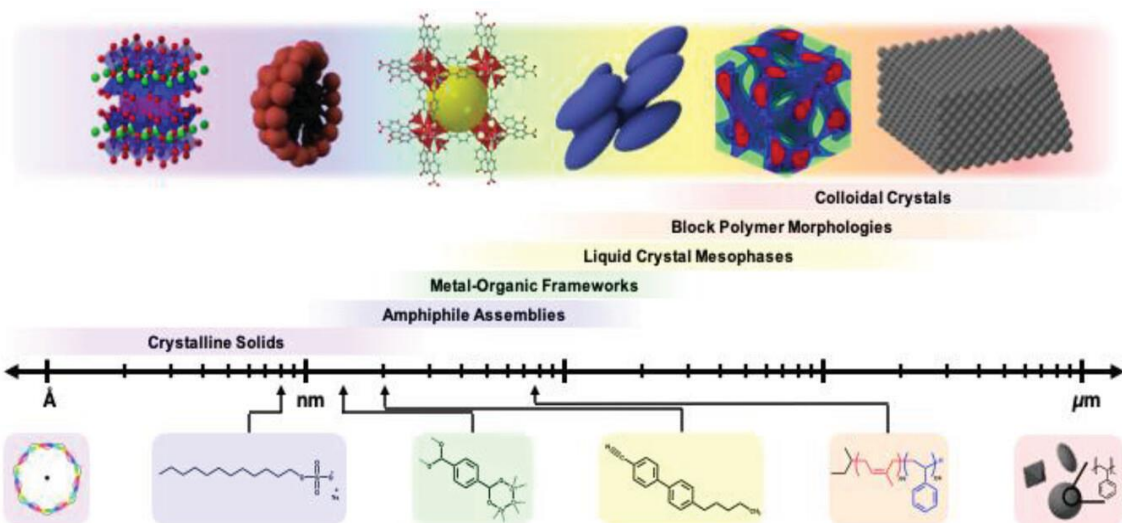 Colloidal Crystals
Block Polymer Morphologies
Liquid Crystal Mesophases
Metal-Organic Frameworks
Amphiphile Assemblies
Crystalline Solids
Å nm μm